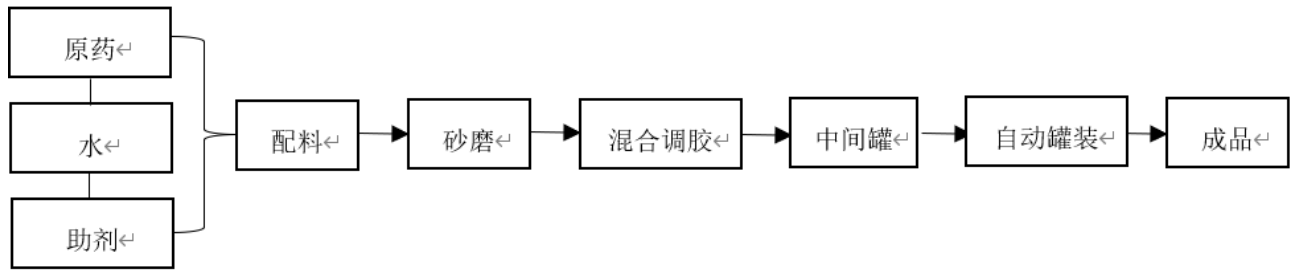 原药
水
助剂
配料
砂磨
混合调胶
中间罐
自动罐装
成品